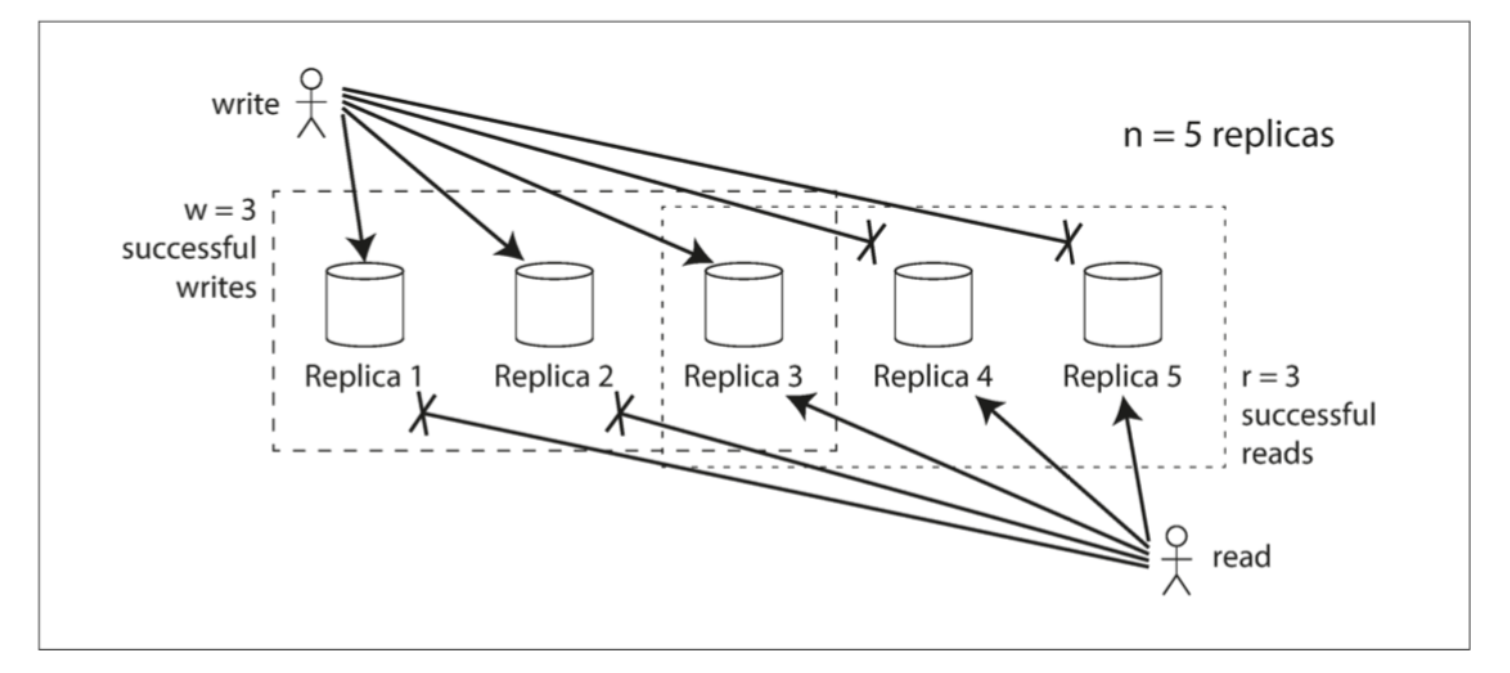 write
n = 5 replicas
w = 3
successful
writes
Replica 1
Replica 2
Replica 3
Replica 4
Replica 5
r = 3
successful
reads
read